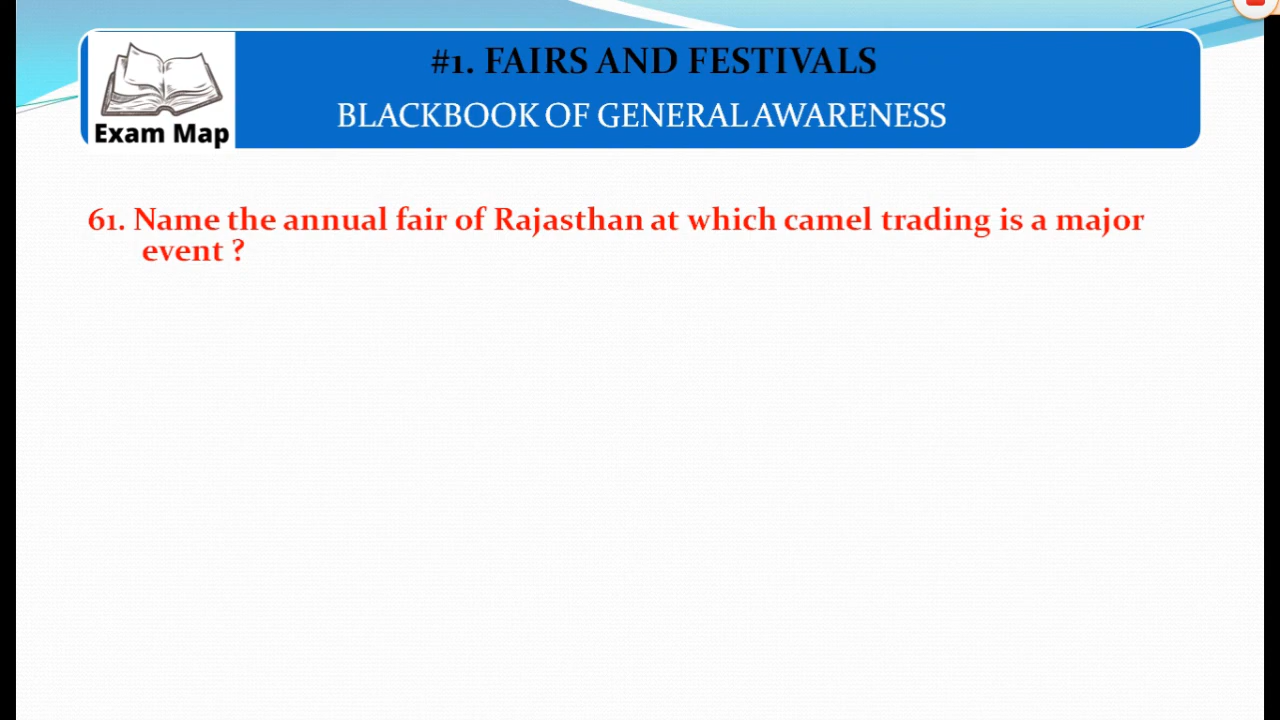 #1. FAIRS AND FESTIVALS
BLACKBOOK OF GENERAL AWARENESS
Exam Map
61. Name the annual fair of Rajasthan at which camel trading is a major
event ?